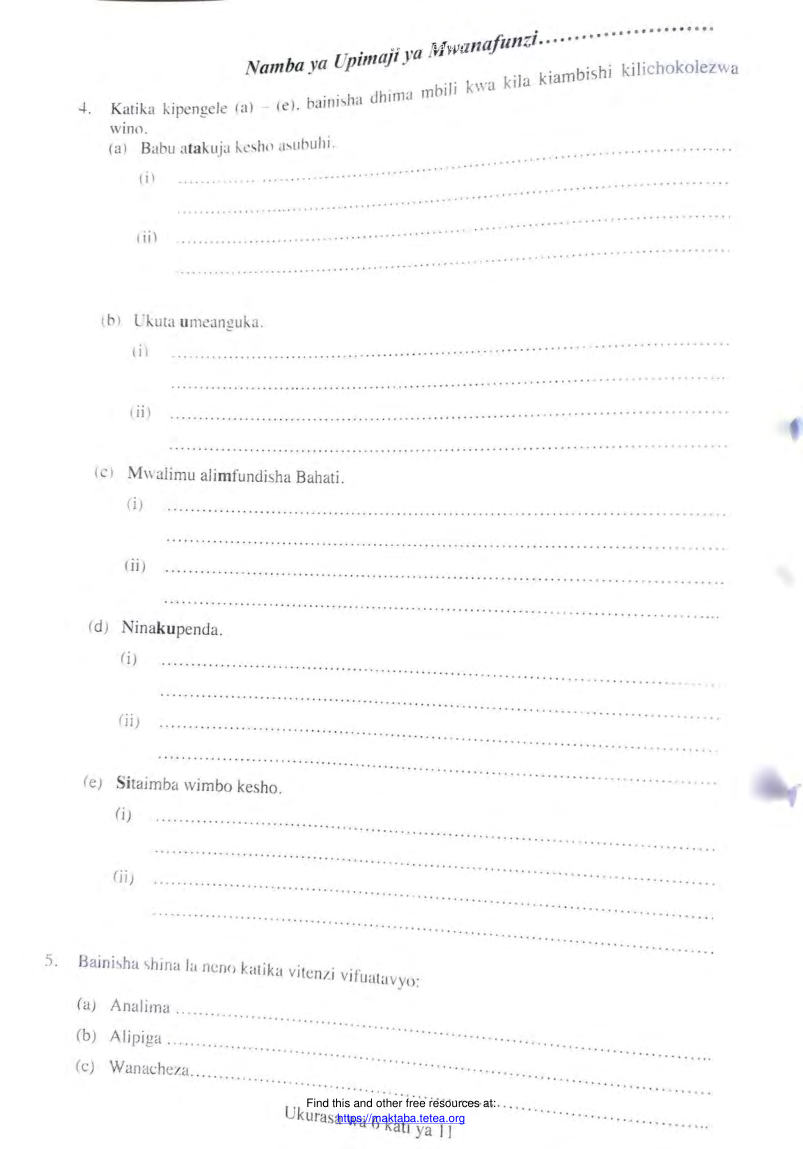 Namba ya Upimaji ya Mwanafunzi..........................
4. Katika kipengele (a) – (e), bainisha dhima mbili kwa kila kiambishi kilichokolezwa
wino.
(a) Babu atakuja kesho asubuhi.
(i) ..........................
..........................
(ii) ..........................
..........................
(b) Ukuta umeanguka.
(i) ..........................
..........................
(ii) ..........................
..........................
(c) Mwalimu alimfundisha Bahati.
(i) ..........................
..........................
(ii) ..........................
..........................
(d) Ninakupenda.
(i) ..........................
..........................
(ii) ..........................
..........................
(e) Sitaimba wimbo kesho.
(i) ..........................
..........................
(ii) ..........................
..........................
5. Bainisha shina la neno katika vitenzi vifuatavyo:
(a) Analima ..........................
(b) Alipiga ..........................
(c) Wanacheza..........................
Find this and other free resources at:
https://maktaba.tetea.org
Ukurasa wa 6 kati ya 11